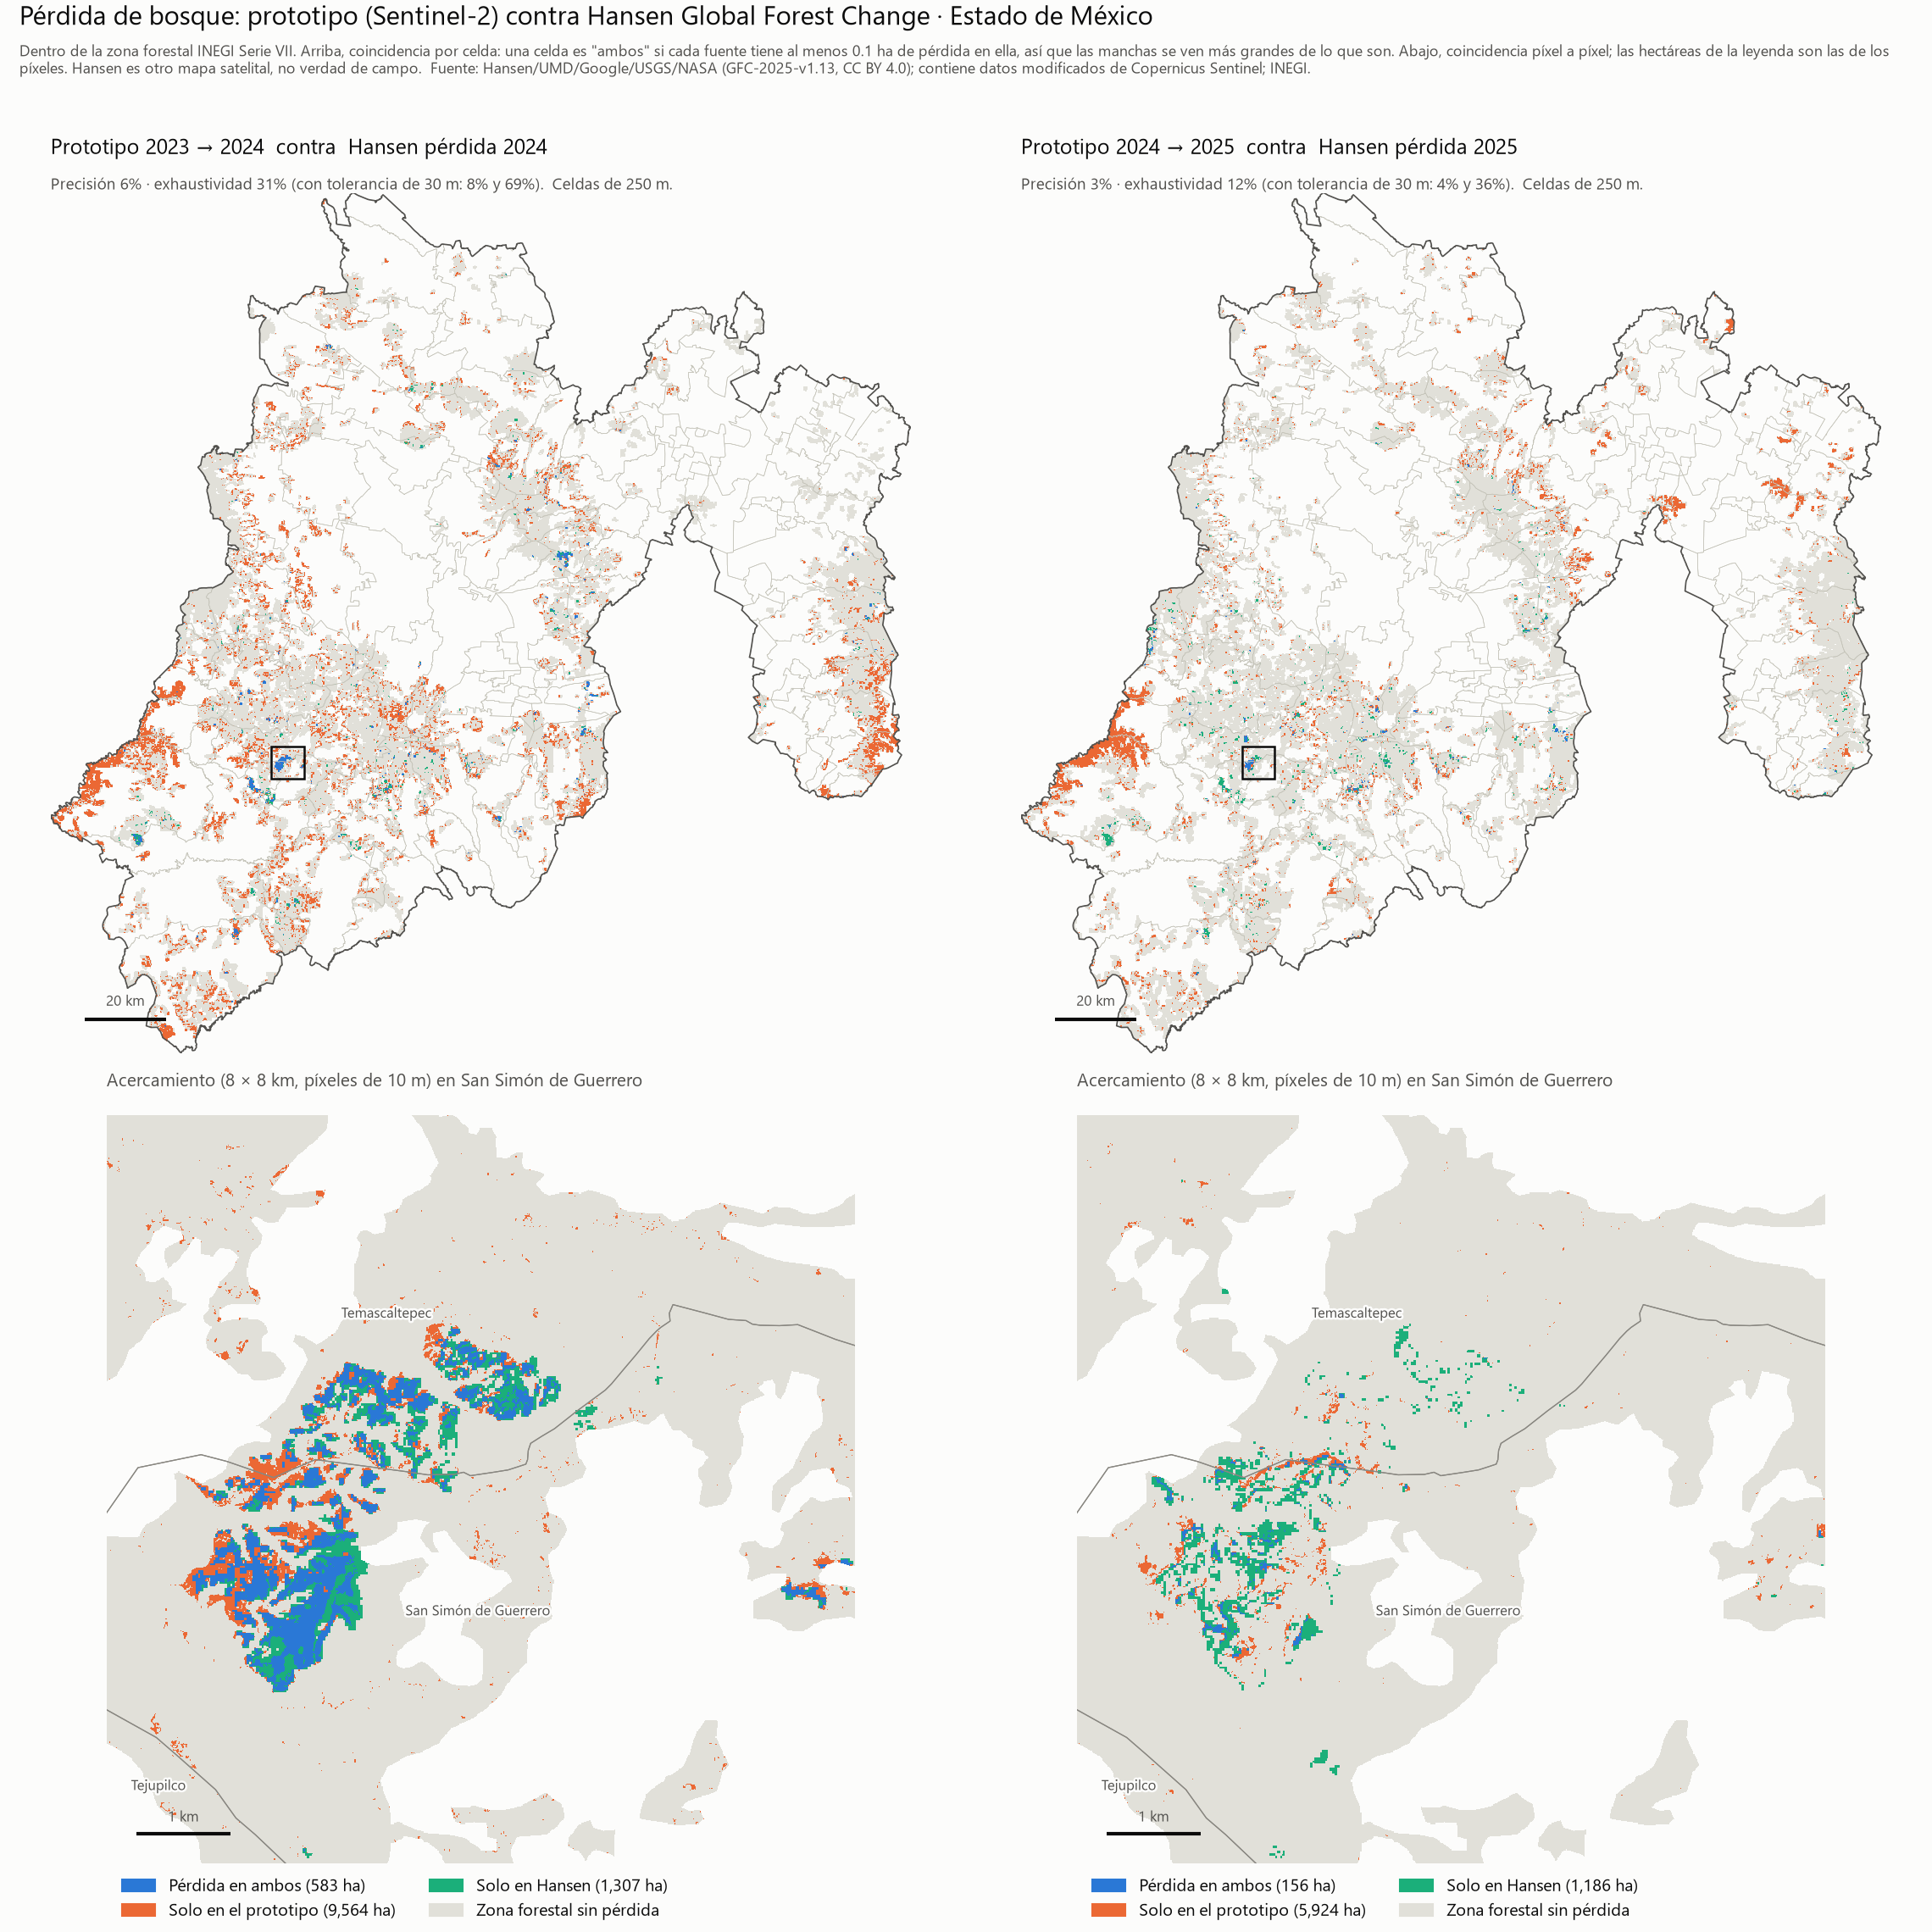 Pérdida de bosque: prototipo (Sentinel-2) contra Hansen Global Forest Change · Estado de México
Dentro de la zona forestal INEGI Serie VII. Arriba, coincidencia por celda: una celda es "ambos" si cada fuente tiene al menos 0.1 ha de pérdida en ella, así que las manchas se ven más grandes de lo que son. Abajo, coincidencia píxel a píxel; las hectáreas de la leyenda son las de los
píxeles. Hansen es otro mapa satelital, no verdad de campo.  Fuente: Hansen/UMD/Google/USGS/NASA (GFC-2025-v1.13, CC BY 4.0); contiene datos modificados de Copernicus Sentinel; INEGI.
Prototipo 2023 → 2024  contra  Hansen pérdida 2024
Precisión 6% · exhaustividad 31% (con tolerancia de 30 m: 8% y 69%).  Celdas de 250 m.
20 km
Prototipo 2024 → 2025  contra  Hansen pérdida 2025
Precisión 3% · exhaustividad 12% (con tolerancia de 30 m: 4% y 36%).  Celdas de 250 m.
20 km
Acercamiento (8 × 8 km, píxeles de 10 m) en San Simón de Guerrero
Temascaltepec
San Simón de Guerrero
Tejupilco
1 km
Pérdida en ambos (583 ha)
Solo en el prototipo (9,564 ha)
Solo en Hansen (1,307 ha)
Zona forestal sin pérdida
Acercamiento (8 × 8 km, píxeles de 10 m) en San Simón de Guerrero
Temascaltepec
San Simón de Guerrero
Tejupilco
1 km
Pérdida en ambos (156 ha)
Solo en el prototipo (5,924 ha)
Solo en Hansen (1,186 ha)
Zona forestal sin pérdida